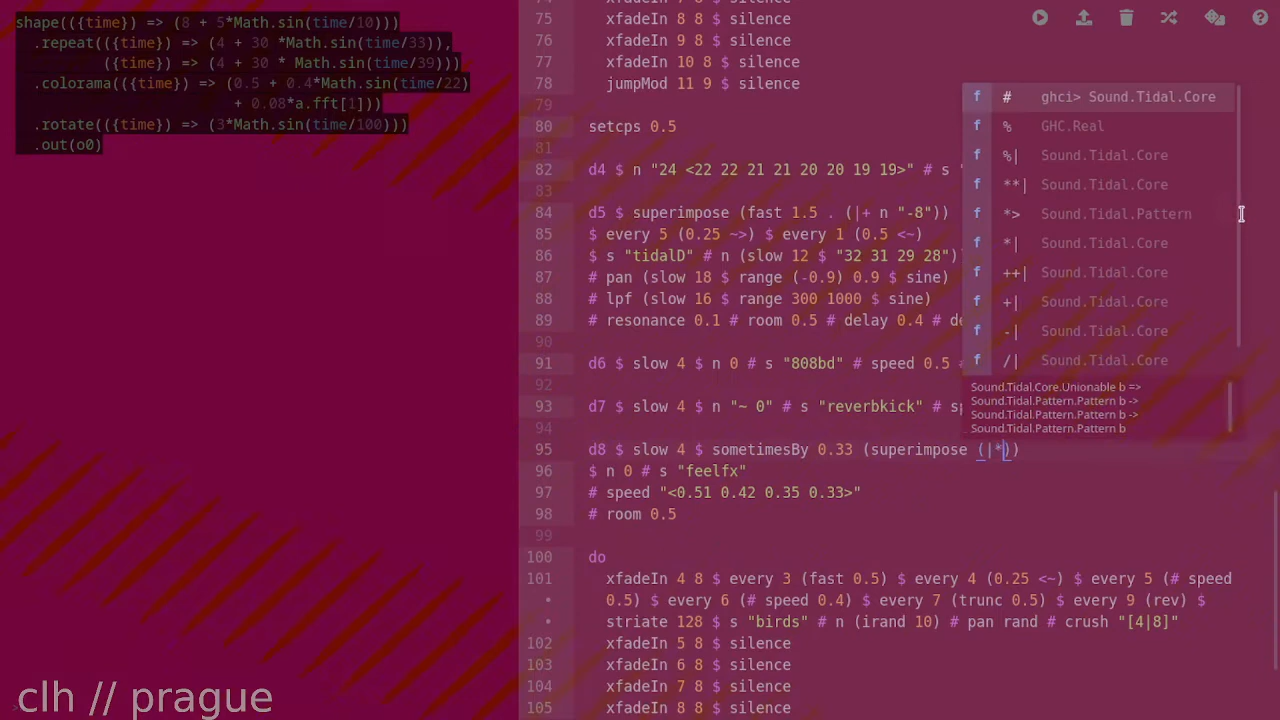 shape(({time}) => (8 + 5*Math.sin(time/10)))
.repeat(({time}) => (4 + 30 *Math.sin(time/33)),
({time}) => (4 + 30 * Math.sin(time/39)))
.colorama(({time}) => (0.5 + 0.4*Math.sin(time/22)
+ 0.08*a.fft[1]))
.rotate(({time}) => (3*Math.sin(time/100)))
.out(o0)
75 xfadeIn 8 8 $ silence
76 xfadeIn 9 8 $ silence
77 xfadeIn 10 8 $ silence
78 jumpMod 11 9 $ silence
79
80 setcps 0.5
81
82 d4 $ n "24 <22 22 21 21 20 20 19 19>" # s "
83
84 d5 $ superimpose (fast 1.5 . (|+ n "-8"))
85 $ every 5 (0.25 ~>) $ every 1 (0.5 <~)
86 $ s "tidalD" # n (slow 12 $ "32 31 29 28")
87 # pan (slow 18 $ range (-0.9) 0.9 $ sine)
88 # lpf (slow 16 $ range 300 1000 $ sine)
89 # resonance 0.1 # room 0.5 # delay 0.4 # de
90
91 d6 $ slow 4 $ n 0 # s "808bd" # speed 0.5 #
92
93 d7 $ slow 4 $ n "~ 0" # s "reverbkick" # sp
94
95 d8 $ slow 4 $ sometimesBy 0.33 (superimpose (|*))
96 $ n 0 # s "feelfx"
97 # speed "<0.51 0.42 0.35 0.33>"
98 # room 0.5
99
100 do
101 xfadeIn 4 8 $ every 3 (fast 0.5) $ every 4 (0.25 <~) $ every 5 (# speed
• 0.5) $ every 6 (# speed 0.4) $ every 7 (trunc 0.5) $ every 9 (rev) $
• striate 128 $ s "birds" # n (irand 10) # pan rand # crush "[4|8]"
102 xfadeIn 5 8 $ silence
103 xfadeIn 6 8 $ silence
104 xfadeIn 7 8 $ silence
105 xfadeIn 8 8 $ silence
f # ghci> Sound.Tidal.Core
f % GHC.Real
f %| Sound.Tidal.Core
f **| Sound.Tidal.Core
f *> Sound.Tidal.Pattern
f *| Sound.Tidal.Core
f ++| Sound.Tidal.Core
f +| Sound.Tidal.Core
f -| Sound.Tidal.Core
f /| Sound.Tidal.Core
Sound.Tidal.Core.Unionable b =>
Sound.Tidal.Pattern.Pattern b ->
Sound.Tidal.Pattern.Pattern b ->
Sound.Tidal.Pattern.Pattern b
clh // prague